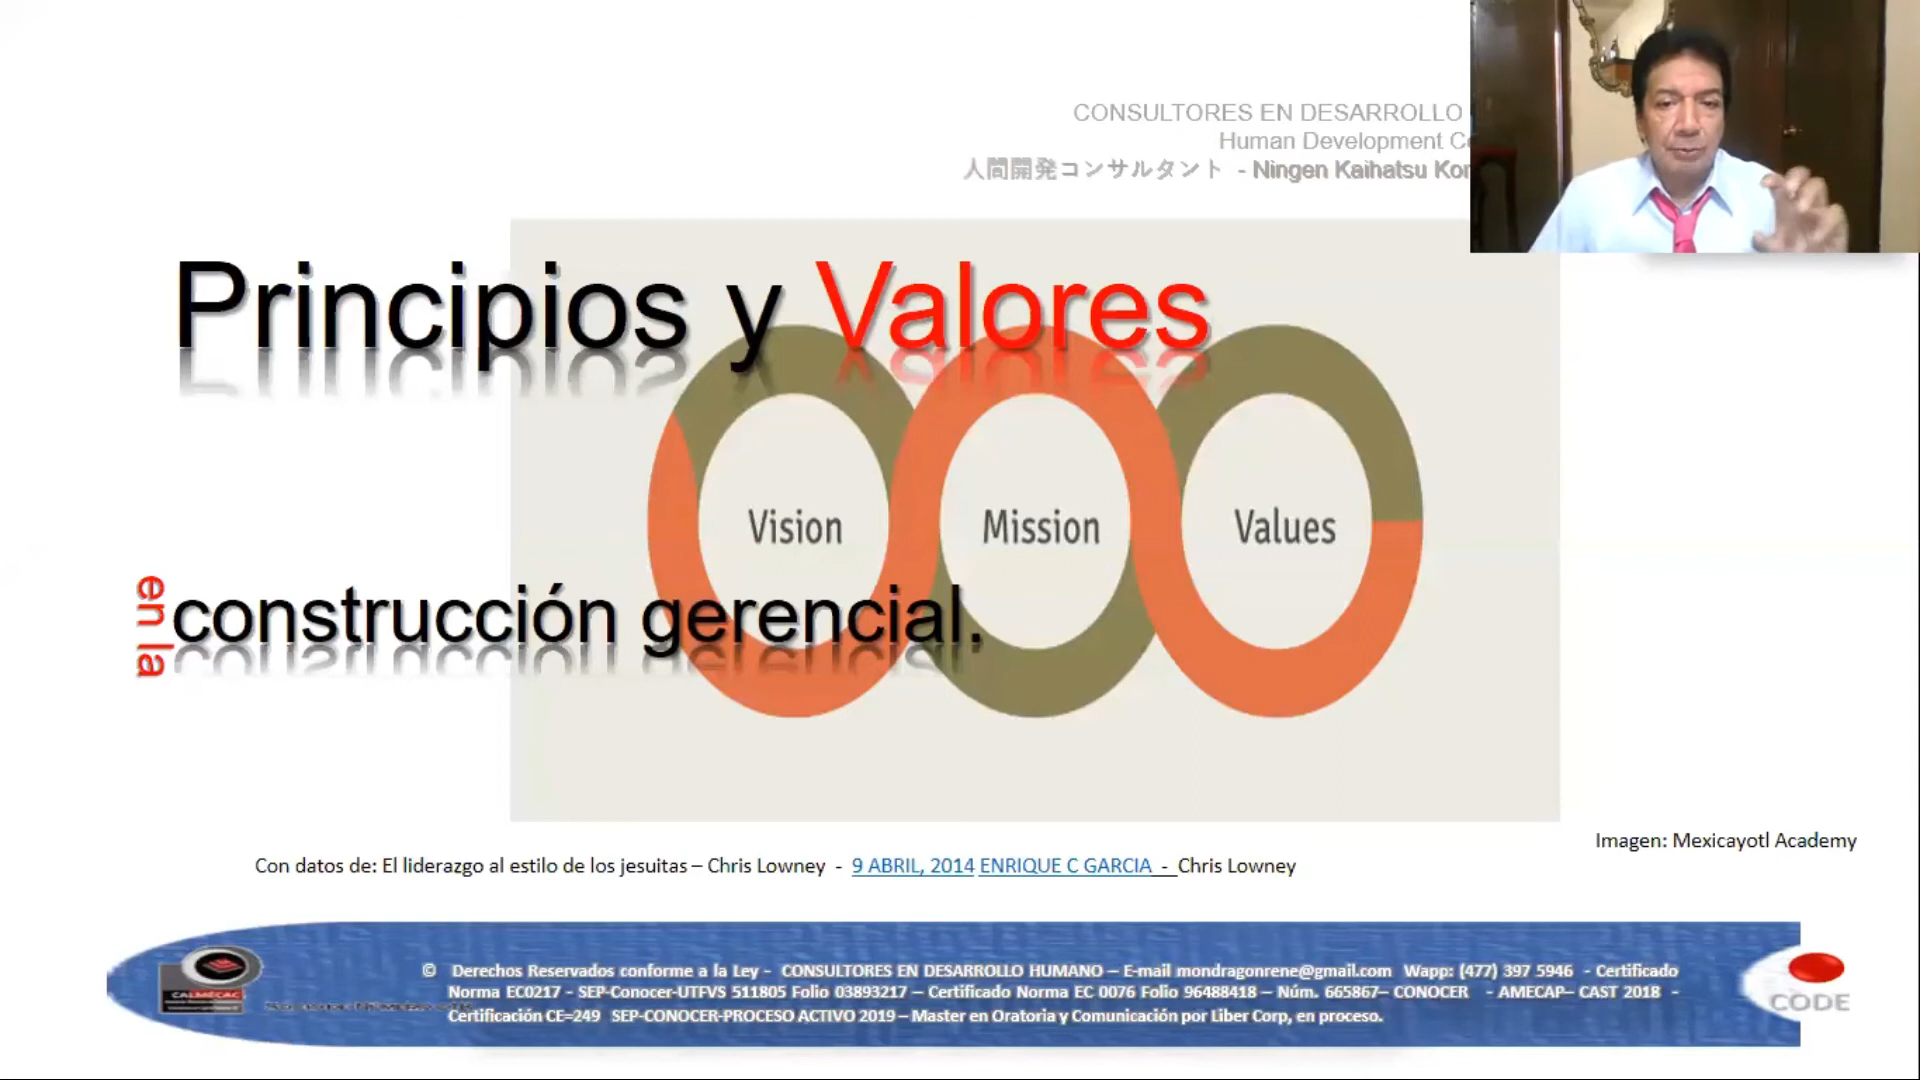 CONSULTORES EN DESARROLLO
Human Development
人間開発コンサルタント - Ningen Kaihatsu
Principios y Valores
Vision
Mission
Values
en la
construcción gerencial.
Imagen: Mexicayotl Academy
Con datos de: El liderazgo al estilo de los jesuitas – Chris Lowney - 9 ABRIL, 2014 ENRIQUE C GARCIA - Chris Lowney
© Derechos Reservados conforme a la Ley - CONSULTORES EN DESARROLLO HUMANO – E-mail mondragonrene@gmail.com Wapp: (477) 397 5946 - Certificado
Norma EC0217 - SEP-Conocer-UTFVS 511805 Folio 03893217 – Certificado Norma EC 0076 Folio 96488418 – Núm. 665867– CONOCER - AMECAP– CAST 2018 -
Certificación CE=249 SEP-CONOCER-PROCESO ACTIVO 2019 – Master en Oratoria y Comunicación por Liber Corp, en proceso.
CALMECAC
CODE